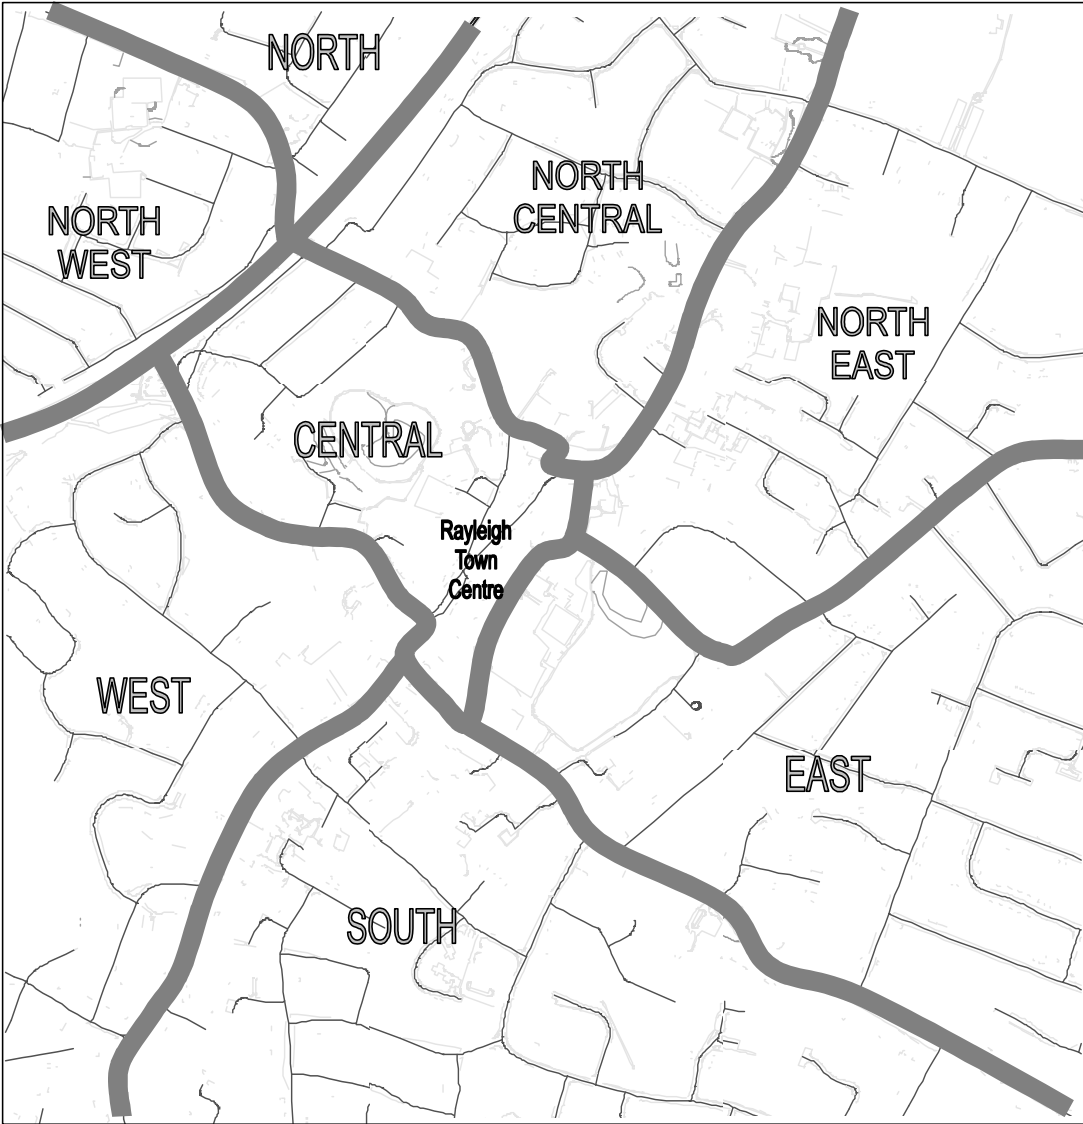 NORTH
NORTH
CENTRAL
NORTH
WEST
NORTH
EAST
CENTRAL
Rayleigh
Town
Centre
WEST
EAST
SOUTH